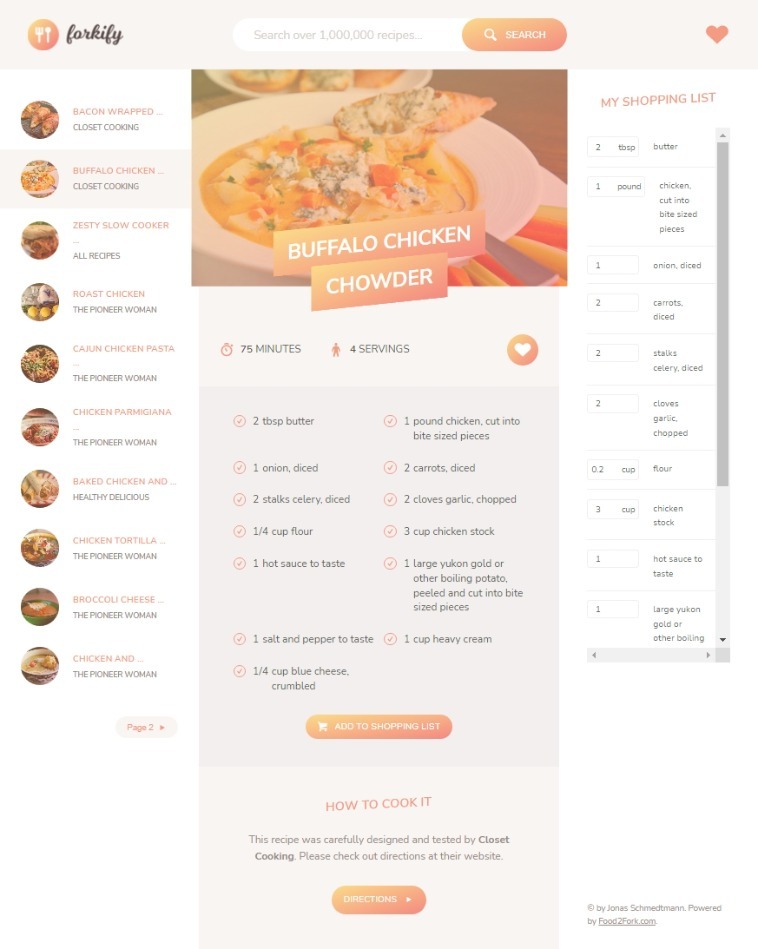 forkify
Search over 1,000,000 recipes...
SEARCH
BACON WRAPPED ...
CLOSET COOKING
BUFFALO CHICKEN ...
CLOSET COOKING
ZESTY SLOW COOKER
...
ALL RECIPES
ROAST CHICKEN
THE PIONEER WOMAN
CAJUN CHICKEN PASTA
...
THE PIONEER WOMAN
CHICKEN PARMIGIANA
...
THE PIONEER WOMAN
BAKED CHICKEN AND ...
HEALTHY DELICIOUS
CHICKEN TORTILLA ...
THE PIONEER WOMAN
BROCCOLI CHEESE ...
THE PIONEER WOMAN
CHICKEN AND ...
THE PIONEER WOMAN
Page 2
BUFFALO CHICKEN
CHOWDER
75 MINUTES
4 SERVINGS
2 tbsp butter
1 pound chicken, cut into
bite sized pieces
1 onion, diced
2 carrots, diced
2 stalks celery, diced
2 cloves garlic, chopped
1/4 cup flour
3 cup chicken stock
1 hot sauce to taste
1 large yukon gold or
other boiling potato,
peeled and cut into bite
sized pieces
1 salt and pepper to taste
1 cup heavy cream
1/4 cup blue cheese,
crumbled
ADD TO SHOPPING LIST
HOW TO COOK IT
This recipe was carefully designed and tested by Closet
Cooking. Please check out directions at their website.
DIRECTIONS
MY SHOPPING LIST
2 tbsp butter
1 pound chicken,
cut into
bite sized
pieces
1 onion, diced
2 carrots,
diced
2 stalks
celery, diced
2 cloves
garlic,
chopped
0.2 cup flour
3 cup chicken
stock
1 hot sauce to
taste
1 large yukon
gold or
other boiling
© by Jonas Schmedtmann. Powered
by Food2Fork.com.